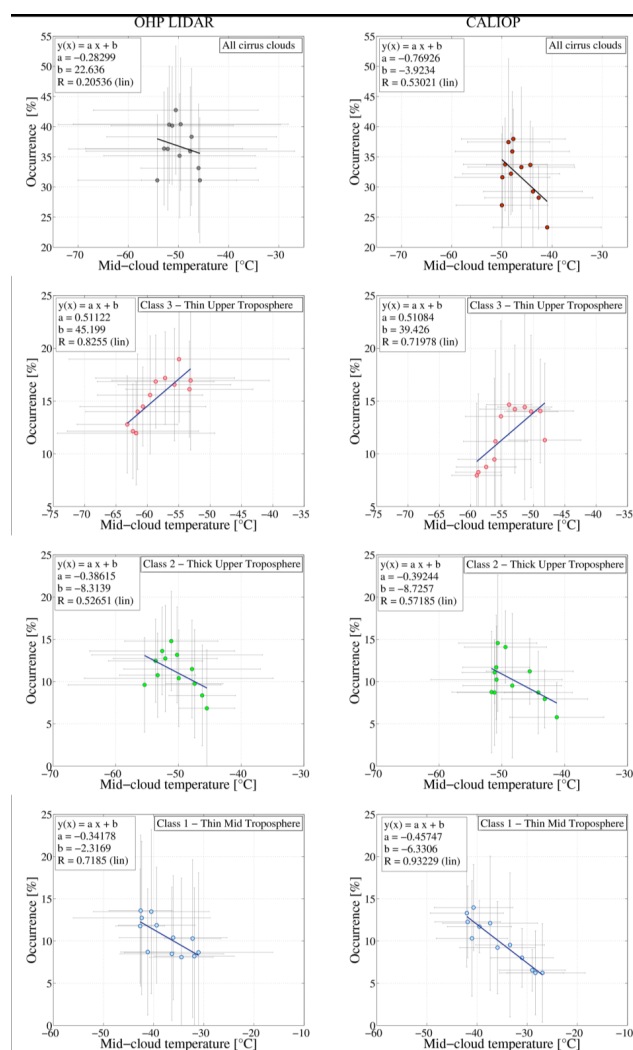 OHP LIDAR
CALIOP
y(x) = a x + b
a = −0.28299
b = 22.636
R = 0.20536 (lin)
All cirrus clouds
Occurrence [%]
55
50
45
40
35
30
25
20
−70
−60
−50
−40
−30
Mid−cloud temperature [°C]
y(x) = a x + b
a = −0.76926
b = −3.9234
R = 0.53021 (lin)
All cirrus clouds
Occurrence [%]
55
50
45
40
35
30
25
20
−70
−60
−50
−40
−30
Mid−cloud temperature [°C]
y(x) = a x + b
a = 0.51122
b = 45.199
R = 0.8255 (lin)
Class 3 − Thin Upper Troposphere
Occurrence [%]
25
20
15
10
5
−75
−70
−65
−60
−55
−50
−45
−40
−35
Mid−cloud temperature [°C]
y(x) = a x + b
a = 0.51084
b = 39.426
R = 0.71978 (lin)
Class 3 − Thin Upper Troposphere
Occurrence [%]
25
20
15
10
5
−75
−70
−65
−60
−55
−50
−45
−40
−35
Mid−cloud temperature [°C]
y(x) = a x + b
a = −0.38615
b = −8.3139
R = 0.52651 (lin)
Class 2 − Thick Upper Troposphere
Occurrence [%]
25
20
15
10
5
0
−70
−60
−50
−40
−30
Mid−cloud temperature [°C]
y(x) = a x + b
a = −0.39244
b = −8.7257
R = 0.57185 (lin)
Class 2 − Thick Upper Troposphere
Occurrence [%]
25
20
15
10
5
0
−70
−60
−50
−40
−30
Mid−cloud temperature [°C]
y(x) = a x + b
a = −0.34178
b = −2.3169
R = 0.7185 (lin)
Class 1 − Thin Mid Troposphere
Occurrence [%]
25
20
15
10
5
0
−60
−50
−40
−30
−20
−10
Mid−cloud temperature [°C]
y(x) = a x + b
a = −0.45747
b = −6.3306
R = 0.93229 (lin)
Class 1 − Thin Mid Troposphere
Occurrence [%]
25
20
15
10
5
0
−60
−50
−40
−30
−20
−10
Mid−cloud temperature [°C]